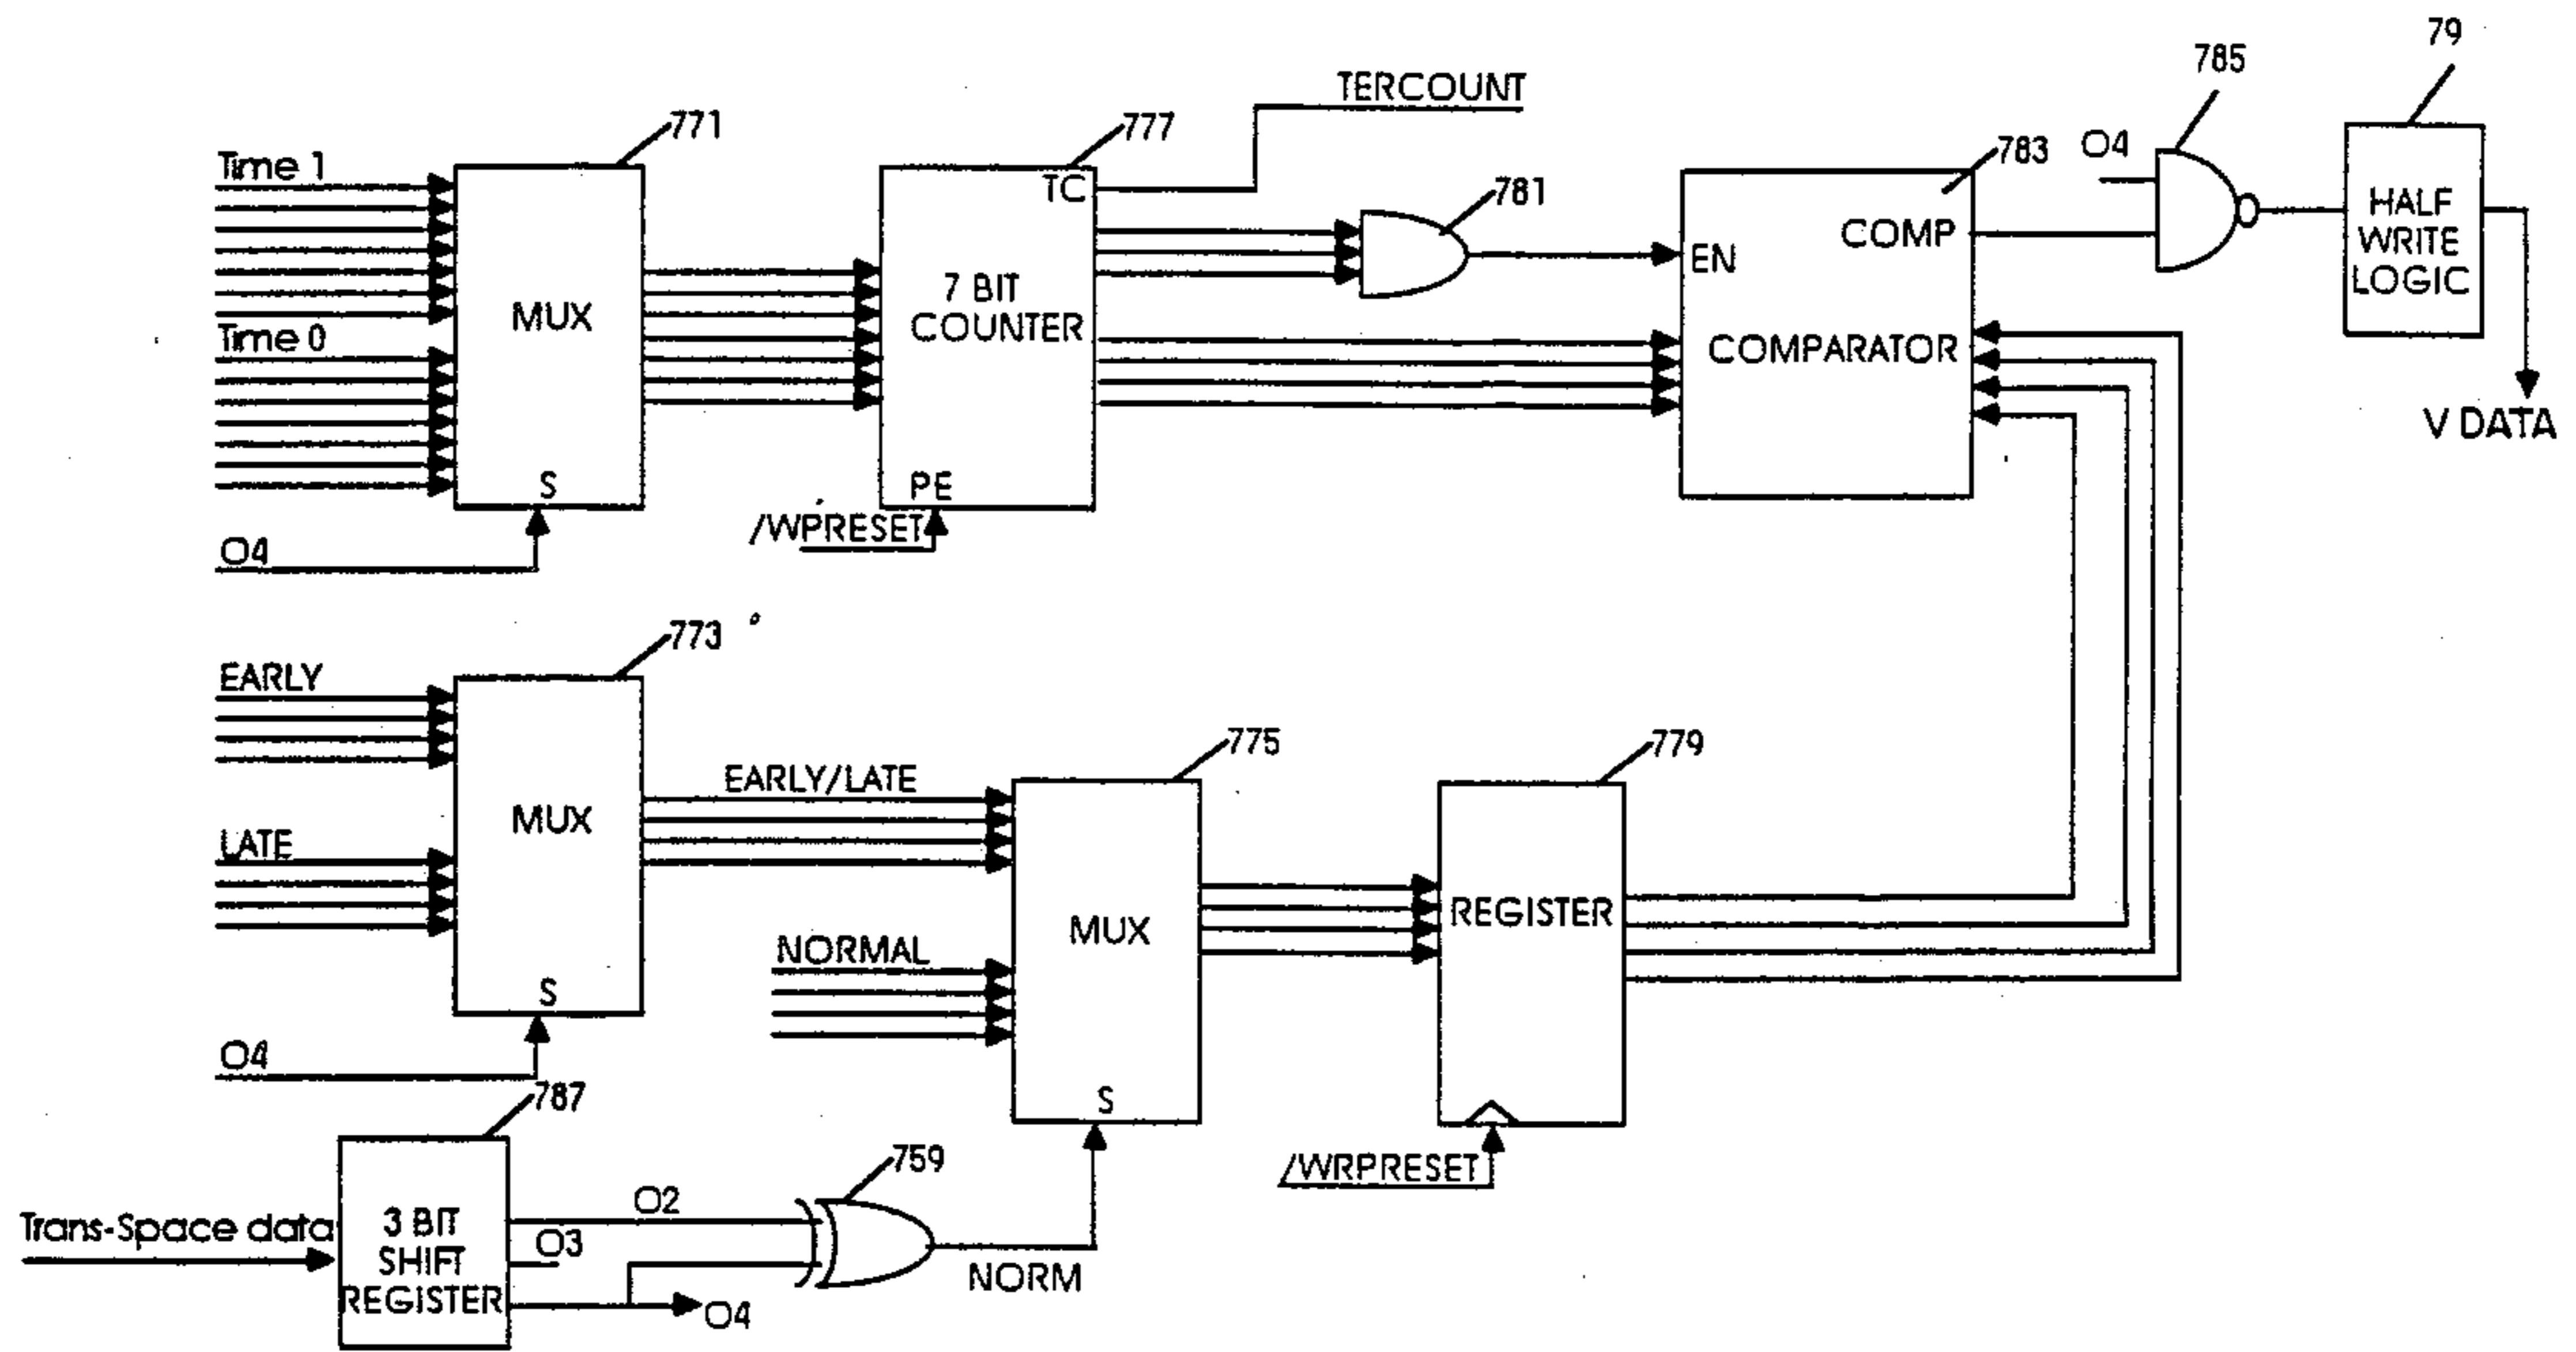 79
785
TERCOUNT
771
777
Time 1
TC
781
783
O4
HALF
WRITE
LOGIC
COMP
EN
Time 0
MUX
7 BIT
COUNTER
COMPARATOR
V DATA
S
PE
/WPRESET
O4
773
EARLY
775
779
EARLY/LATE
MUX
LATE
NORMAL
MUX
REGISTER
S
O4
787
S
759
/WRPRESET
O2
Trans-Space data
3 BIT
SHIFT
REGISTER
O3
NORM
O4